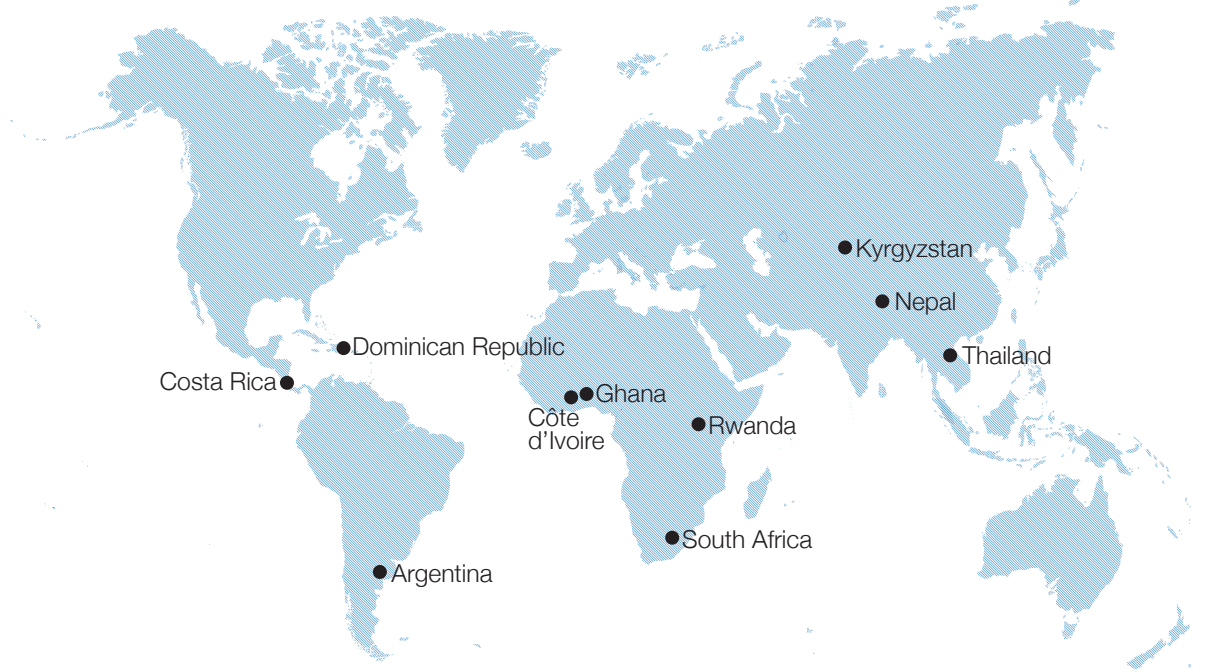 Kyrgyzstan
Nepal
Dominican Republic
Thailand
Costa Rica
Ghana
Côte
d’Ivoire
Rwanda
South Africa
Argentina